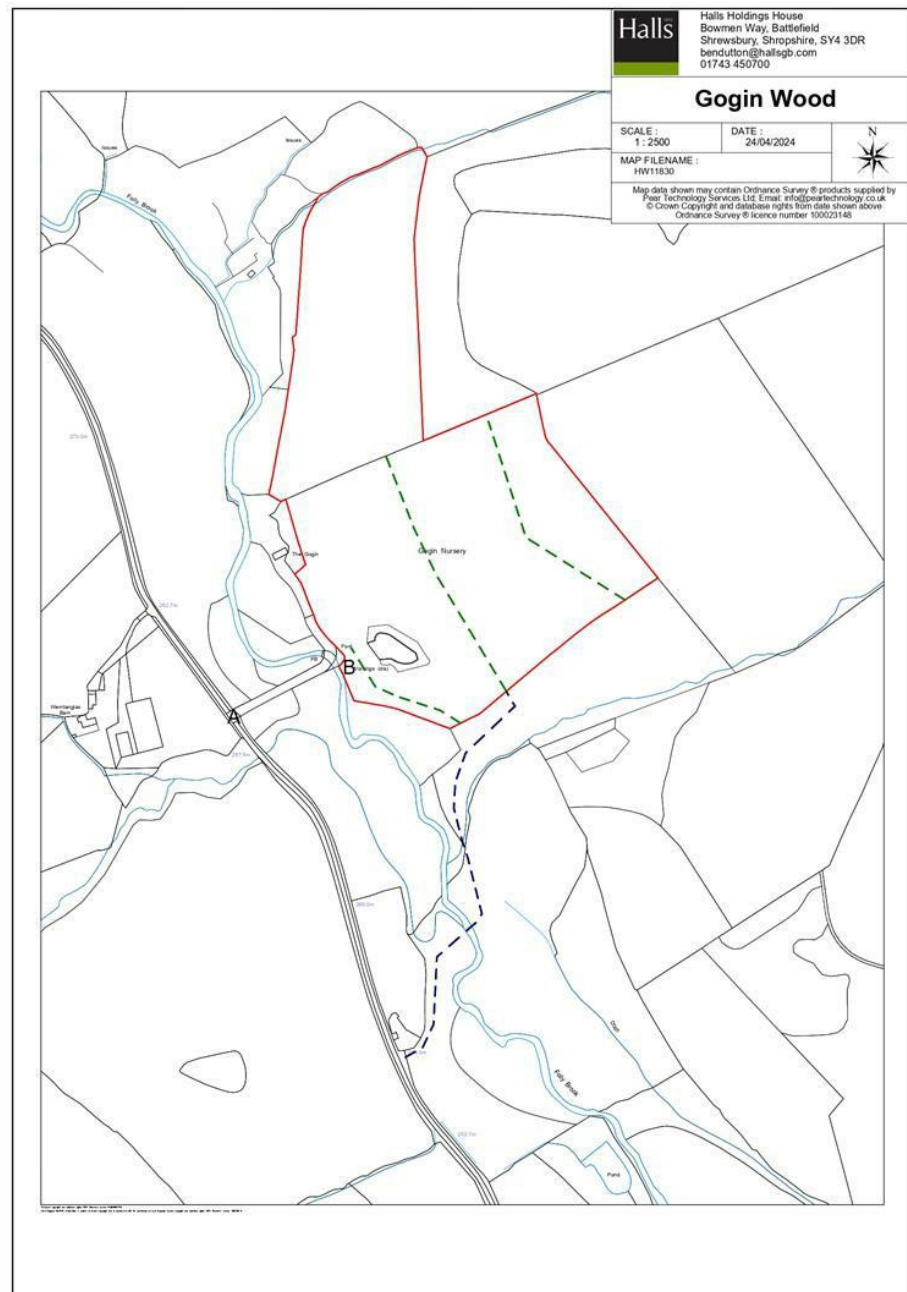 Halls
Halls Holdings House
Bowmen Way, Battlefield
Shrewsbury, Shropshire, SY4 3DR
bendutton@hallsgb.com
01743 450700
Gogin Wood
SCALE :
1 : 2500
DATE :
24/04/2024
N
MAP FILENAME :
HW11830
Map data shown may contain Ordnance Survey ® products supplied by
Pear Technology Services Ltd; Email: info@peartechnology.co.uk
© Crown Copyright and database rights from date shown above
Ordnance Survey ® licence number 100023148
Issues
Issues
Folly Brook
The Gogin
Gogin Nursery
FB
B
A
Barn
Drain
Folly Brook
Pond